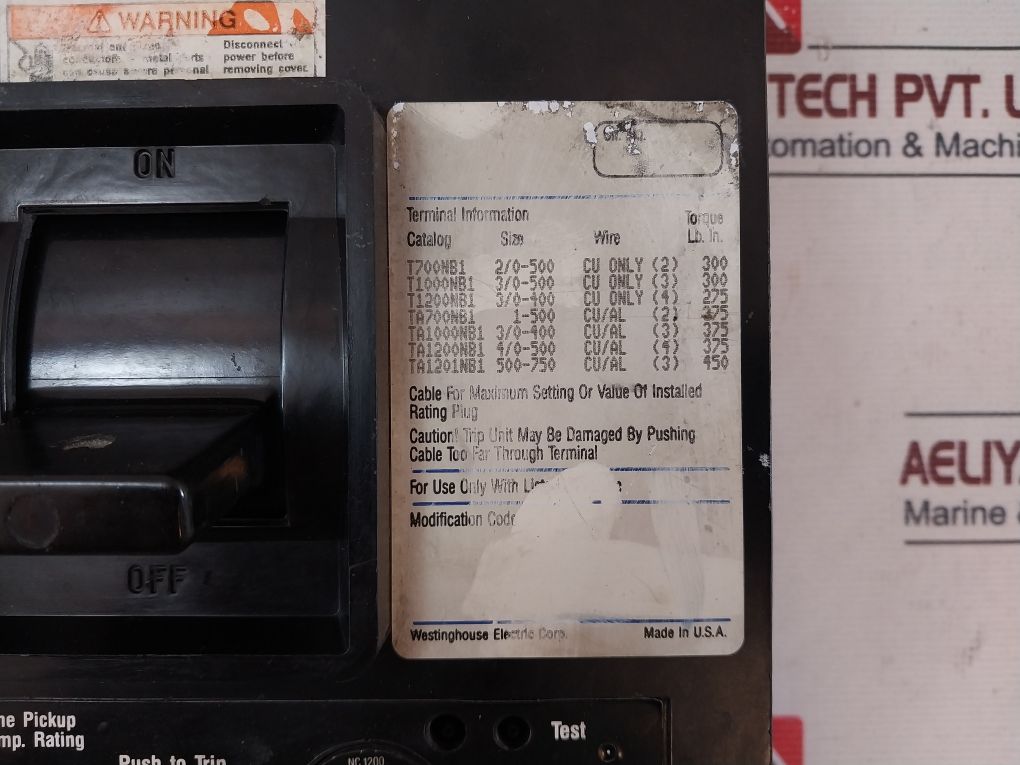 WARNING
Disconnect
power before
removing cover.
ON
OFF
Terminal Information Torque
Catalog Size Wire Lb. In.
T700NB1 2/0-500 CU ONLY (2) 300
T1000NB1 3/0-500 CU ONLY (3) 300
T1200NB1 3/0-400 CU ONLY (4) 275
TA700NB1 1-500 CU/AL (2) 375
TA1000NB1 3/0-400 CU/AL (3) 375
TA1200NB1 4/0-500 CU/AL (4) 375
TA1201NB1 500-750 CU/AL (3) 450
Cable For Maximum Setting Or Value Of Installed
Rating Plug
Caution! Trip Unit May Be Damaged By Pushing
Cable Too Far Through Terminal
For Use Only With
Modification Code
Westinghouse Electric Corp. Made In U.S.A.
ne Pickup
mp. Rating
Push to Trip
NC 1200
Test
TECH PVT.
tomation & Machi
AELIY
Marine &